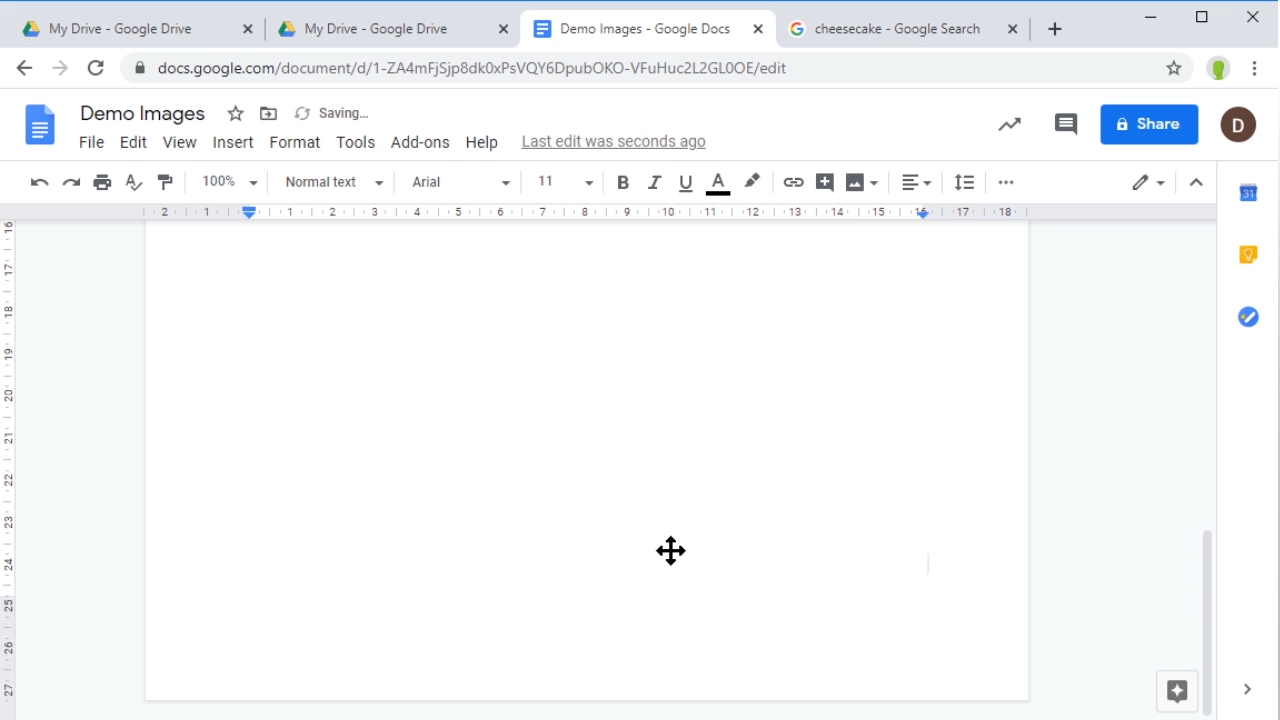 My Drive - Google Drive
My Drive - Google Drive
Demo Images - Google Docs
cheesecake - Google Search
docs.google.com/document/d/1-ZA4mFjSjp8dk0xPsVQY6DpubOKO-VFuHuc2L2GL0OE/edit
Demo Images
Saving...
Share
D
File Edit View Insert Format Tools Add-ons Help Last edit was seconds ago
100% Normal text Arial 11 B I U A
2 1 1 2 3 4 5 6 7 8 9 10 11 12 13 14 15 16 17 18
31
16
17
18
19
20
21
22
23
24
25
26
27